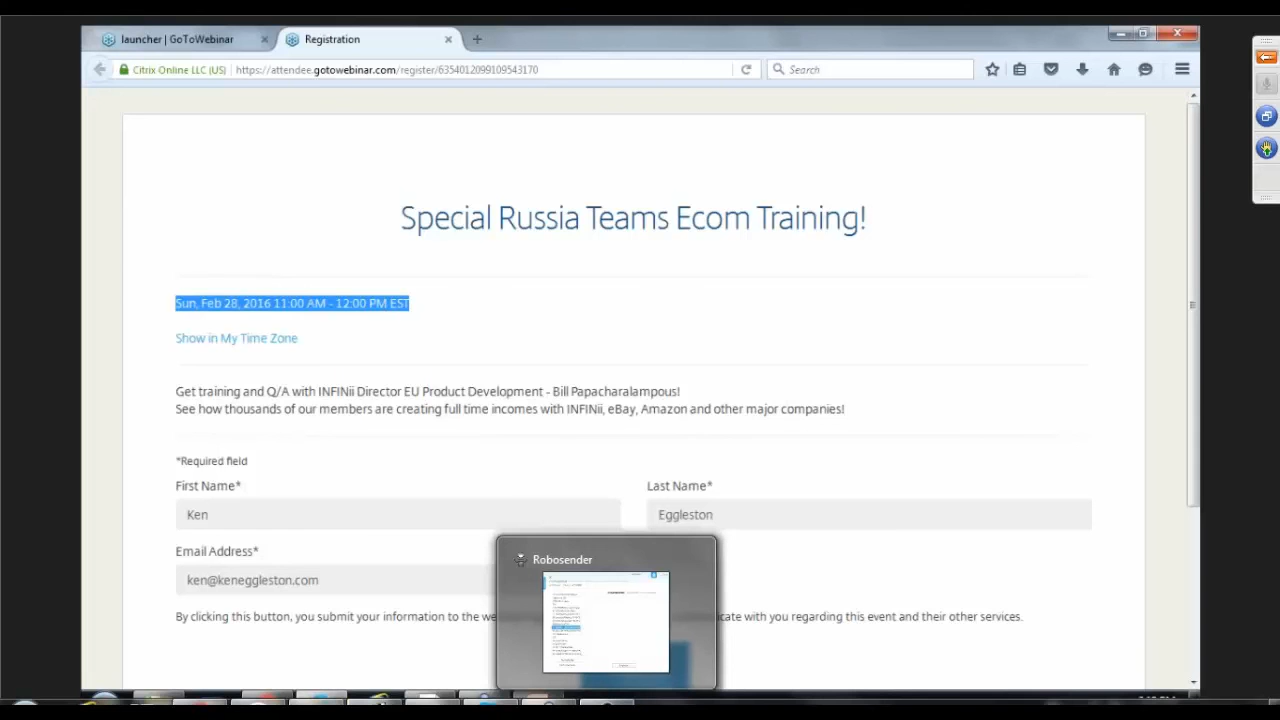 launcher | GoToWebinar
Registration
Citrix Online LLC (US)
https://attendee.gotowebinar.com/register/6354012099109543170
Search
Special Russia Teams Ecom Training!
Sun, Feb 28, 2016 11:00 AM - 12:00 PM EST
Show in My Time Zone
Get training and Q/A with INFINii Director EU Product Development - Bill Papacharalampous!
See how thousands of our members are creating full time incomes with INFINii, eBay, Amazon and other major companies!
*Required field
First Name*
Last Name*
Ken
Eggleston
Email Address*
ken@keneggleston.com
Robosender
By clicking this button, you submit your information to the we
cate with you regarding this event and their other services.